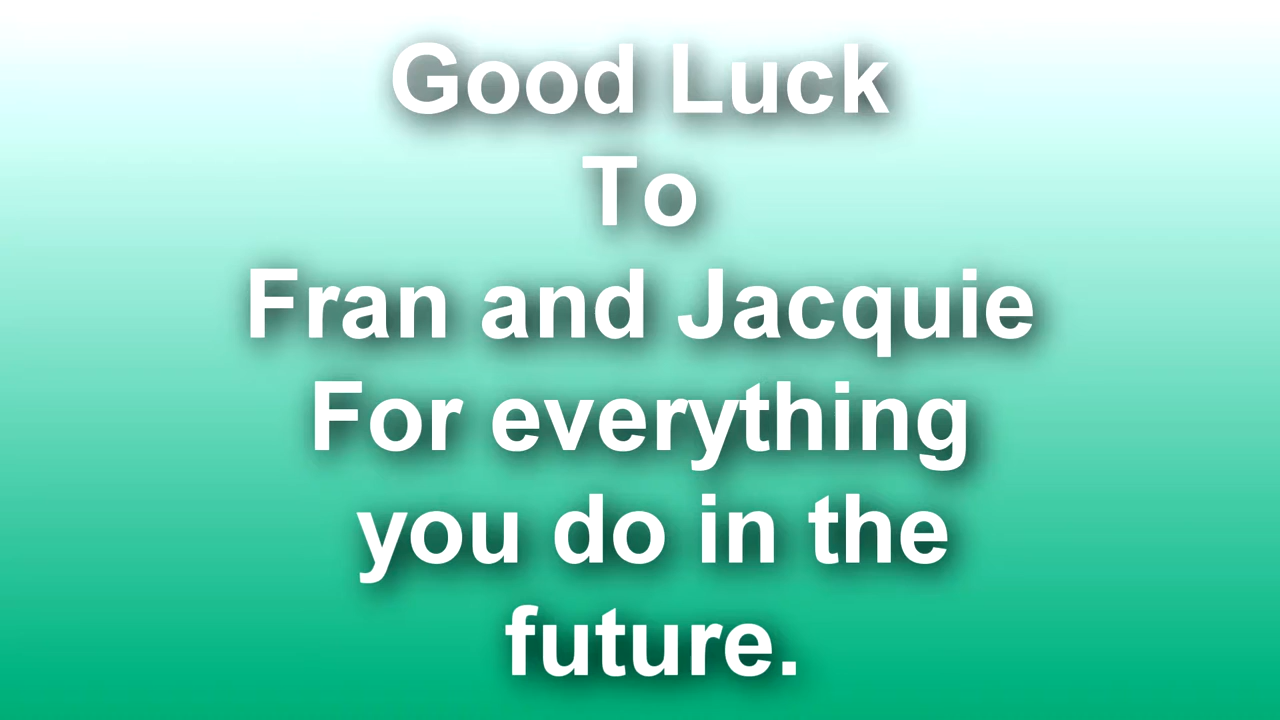 Good Luck
To
Fran and Jacquie
For everything
you do in the
future.